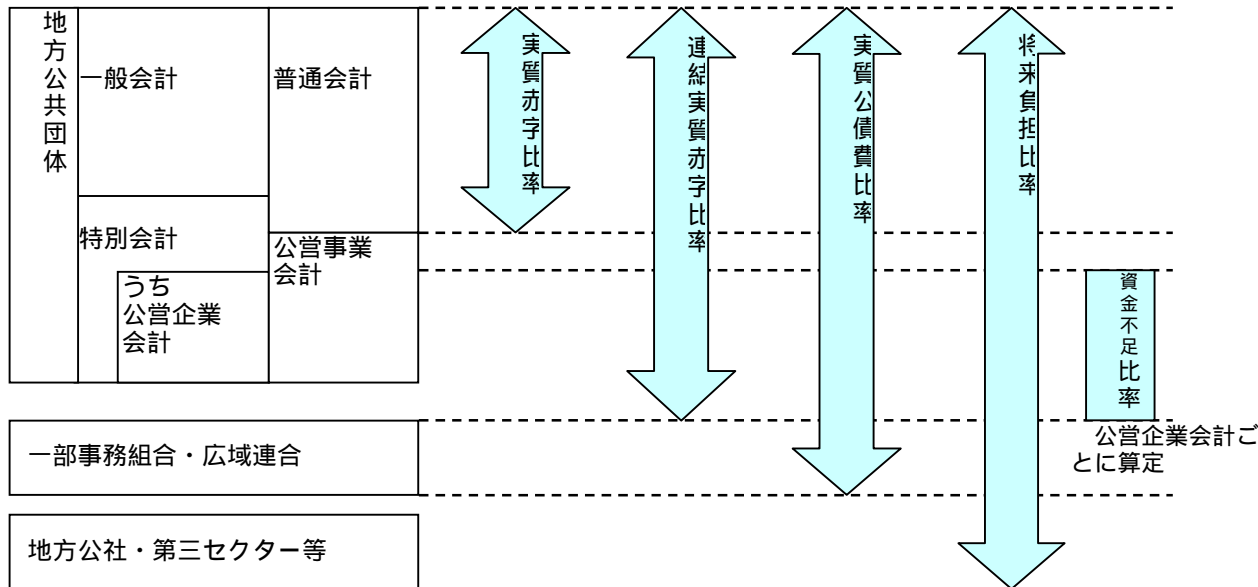 地方公共団体
一般会計
普通会計
特別会計
公営事業
会計
うち
公営企業
会計
実質赤字比率
連結実質赤字比率
実質公債費比率
将来負担比率
資金不足比率
公営企業会計ご
とに算定
一部事務組合・広域連合
地方公社・第三セクター等